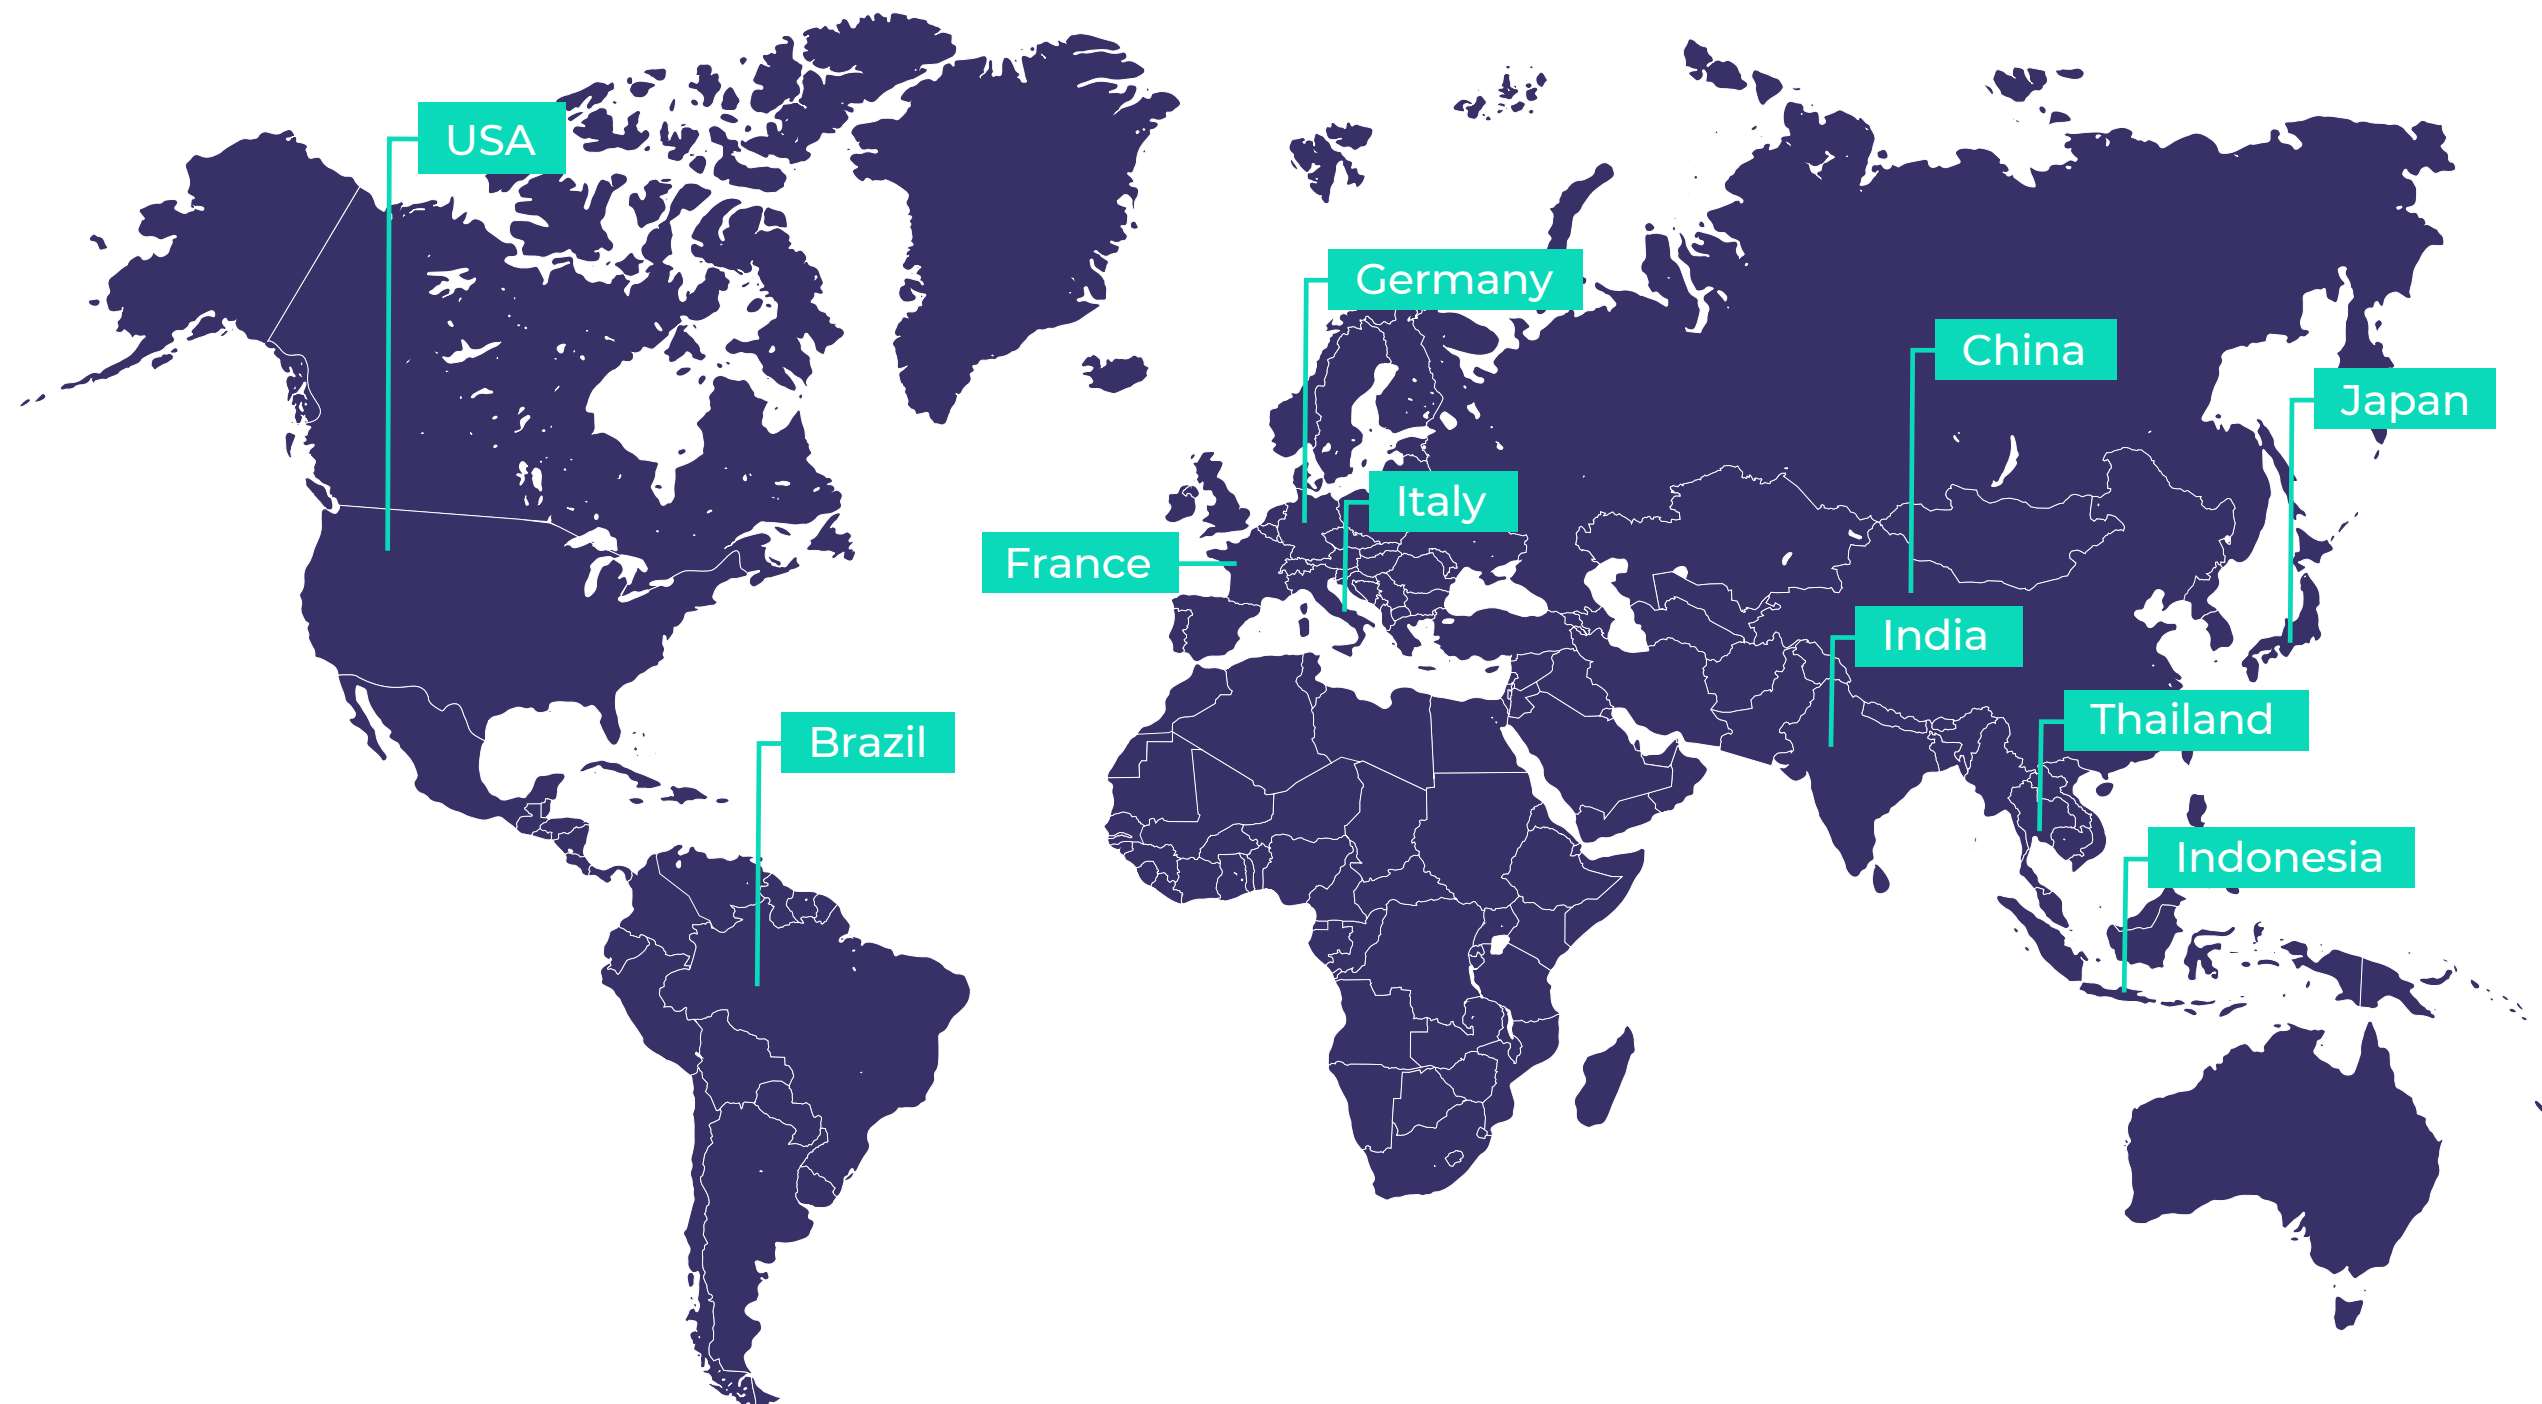 USA
Germany
China
Japan
Italy
France
India
Thailand
Brazil
Indonesia